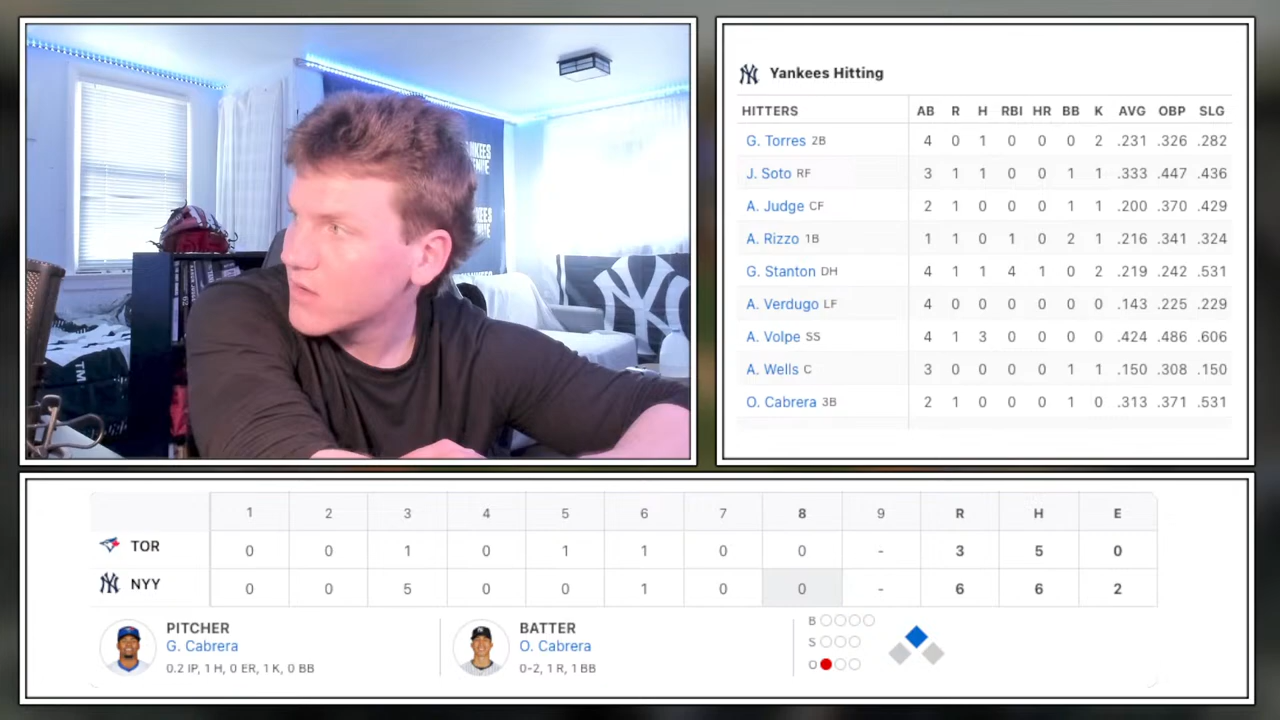 Yankees Hitting
HITTERS AB R H RBI HR BB K AVG OBP SLG
G. Torres 2B 4 0 1 0 0 0 2 .231 .326 .282
J. Soto RF 3 1 1 0 0 1 1 .333 .447 .436
A. Judge CF 2 1 0 0 0 1 1 .200 .370 .429
A. Rizzo 1B 1 1 0 1 0 2 1 .216 .341 .324
G. Stanton DH 4 1 1 4 1 0 2 .219 .242 .531
A. Verdugo LF 4 0 0 0 0 0 0 .143 .225 .229
A. Volpe SS 4 1 3 0 0 0 0 .424 .486 .606
A. Wells C 3 0 0 0 0 1 1 .150 .308 .150
O. Cabrera 3B 2 1 0 0 0 1 0 .313 .371 .531
1 2 3 4 5 6 7 8 9 R H E
TOR 0 0 1 0 1 1 0 0 - 3 5 0
NYY 0 0 5 0 0 1 0 0 - 6 6 2
PITCHER
G. Cabrera
0.2 IP, 1 H, 0 ER, 1 K, 0 BB
BATTER
O. Cabrera
0-2, 1 R, 1 BB
B
S
O